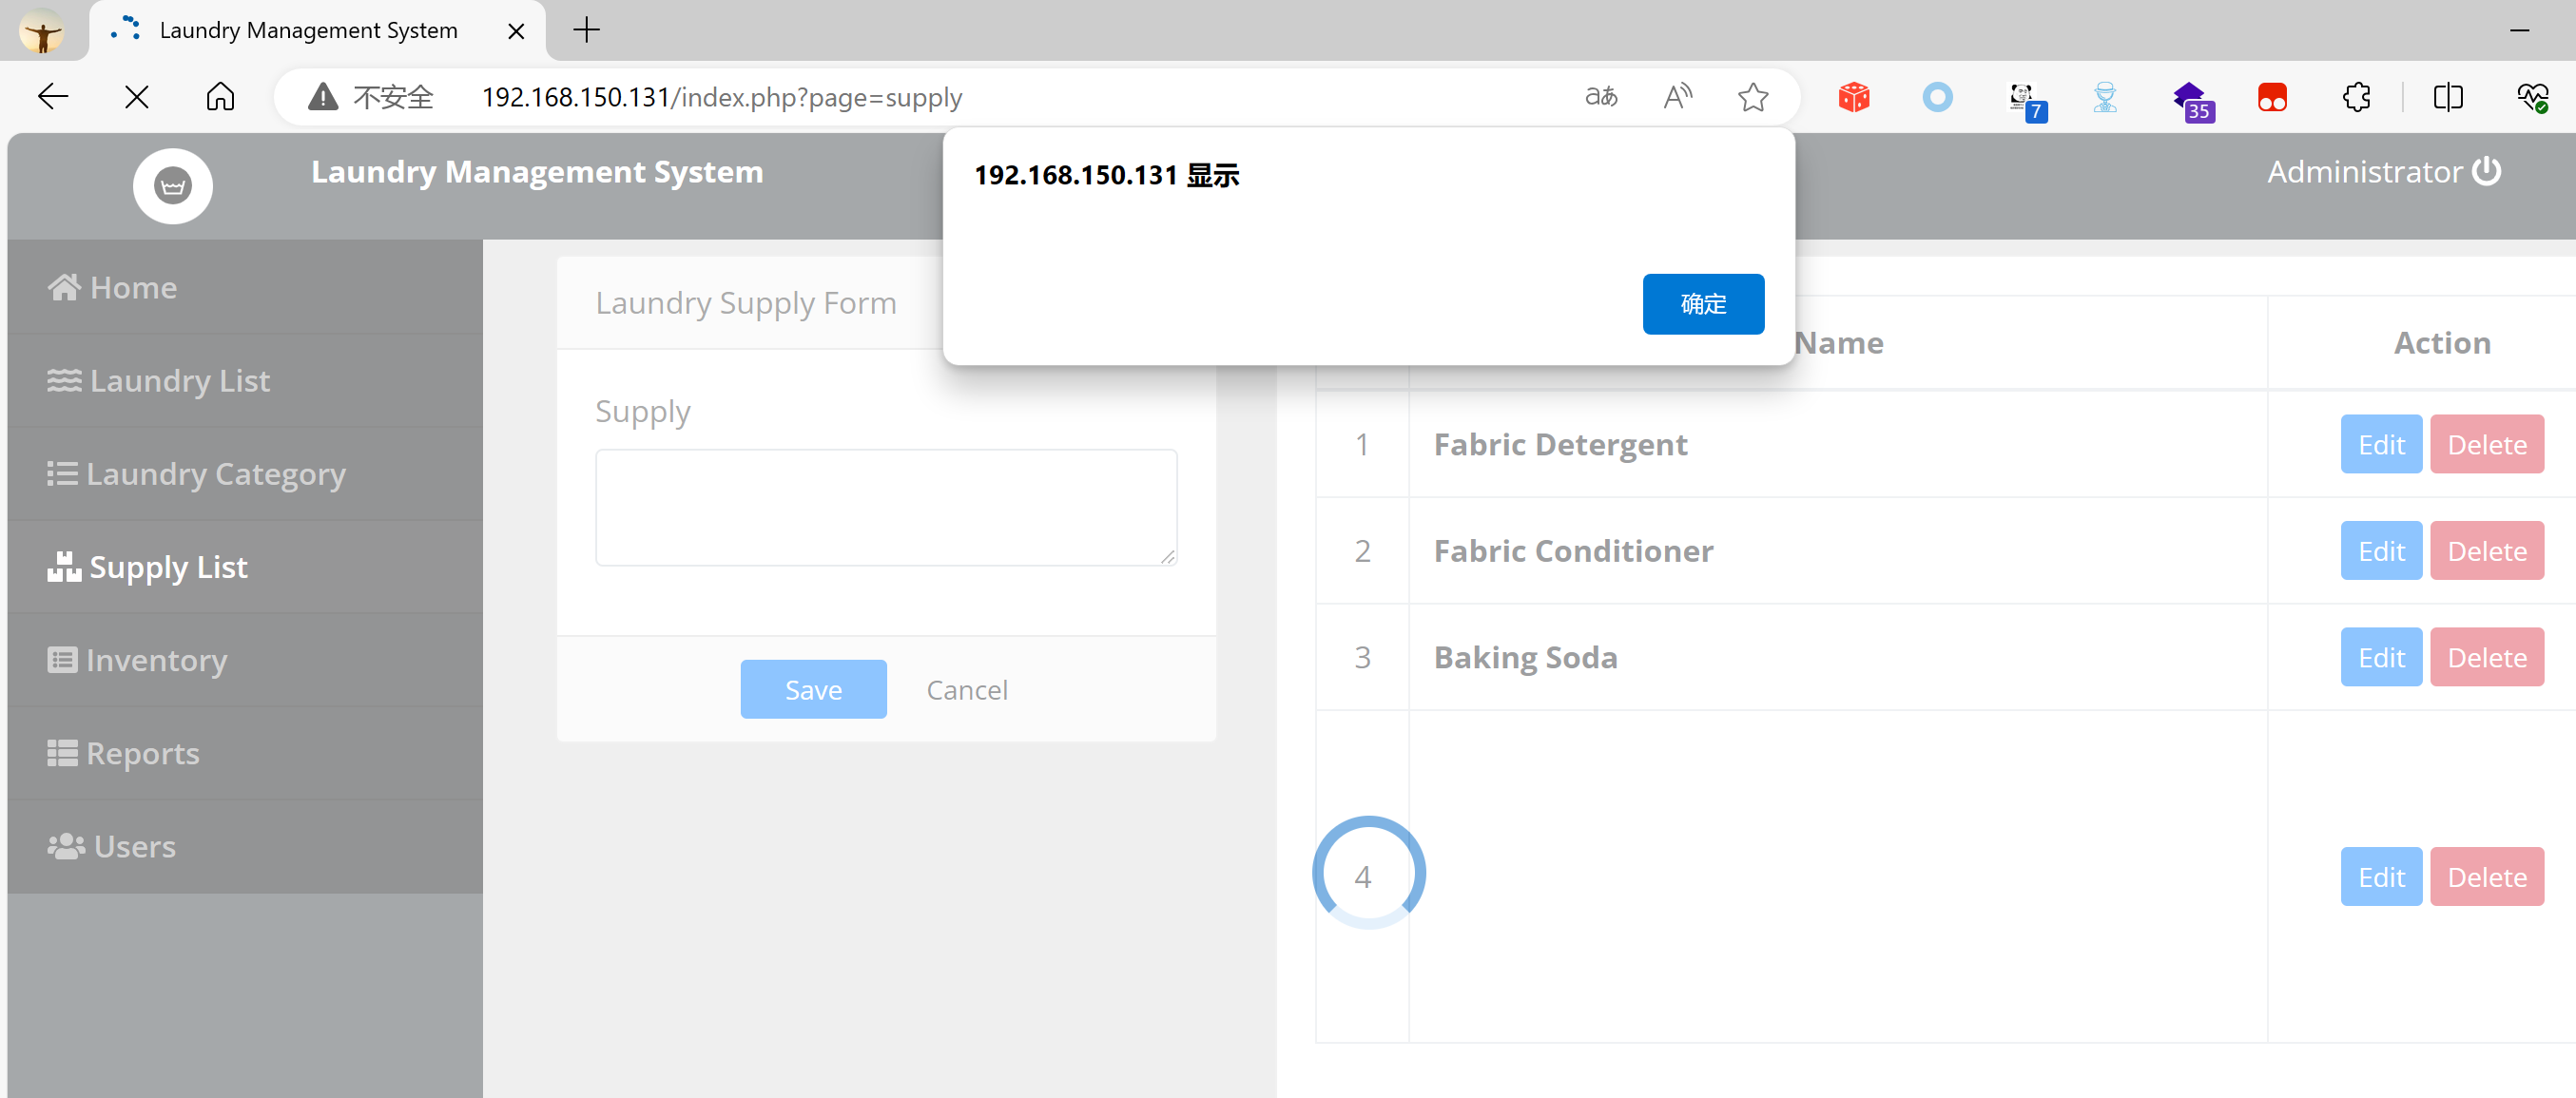 Laundry Management System
不安全 192.168.150.131/index.php?page=supply
aあ
A
7
35
Laundry Management System
Administrator
192.168.150.131 显示
确定
Home
Laundry List
Laundry Category
Supply List
Inventory
Reports
Users
Laundry Supply Form
Supply
Save Cancel
Name Action
1 Fabric Detergent Edit Delete
2 Fabric Conditioner Edit Delete
3 Baking Soda Edit Delete
4 Edit Delete